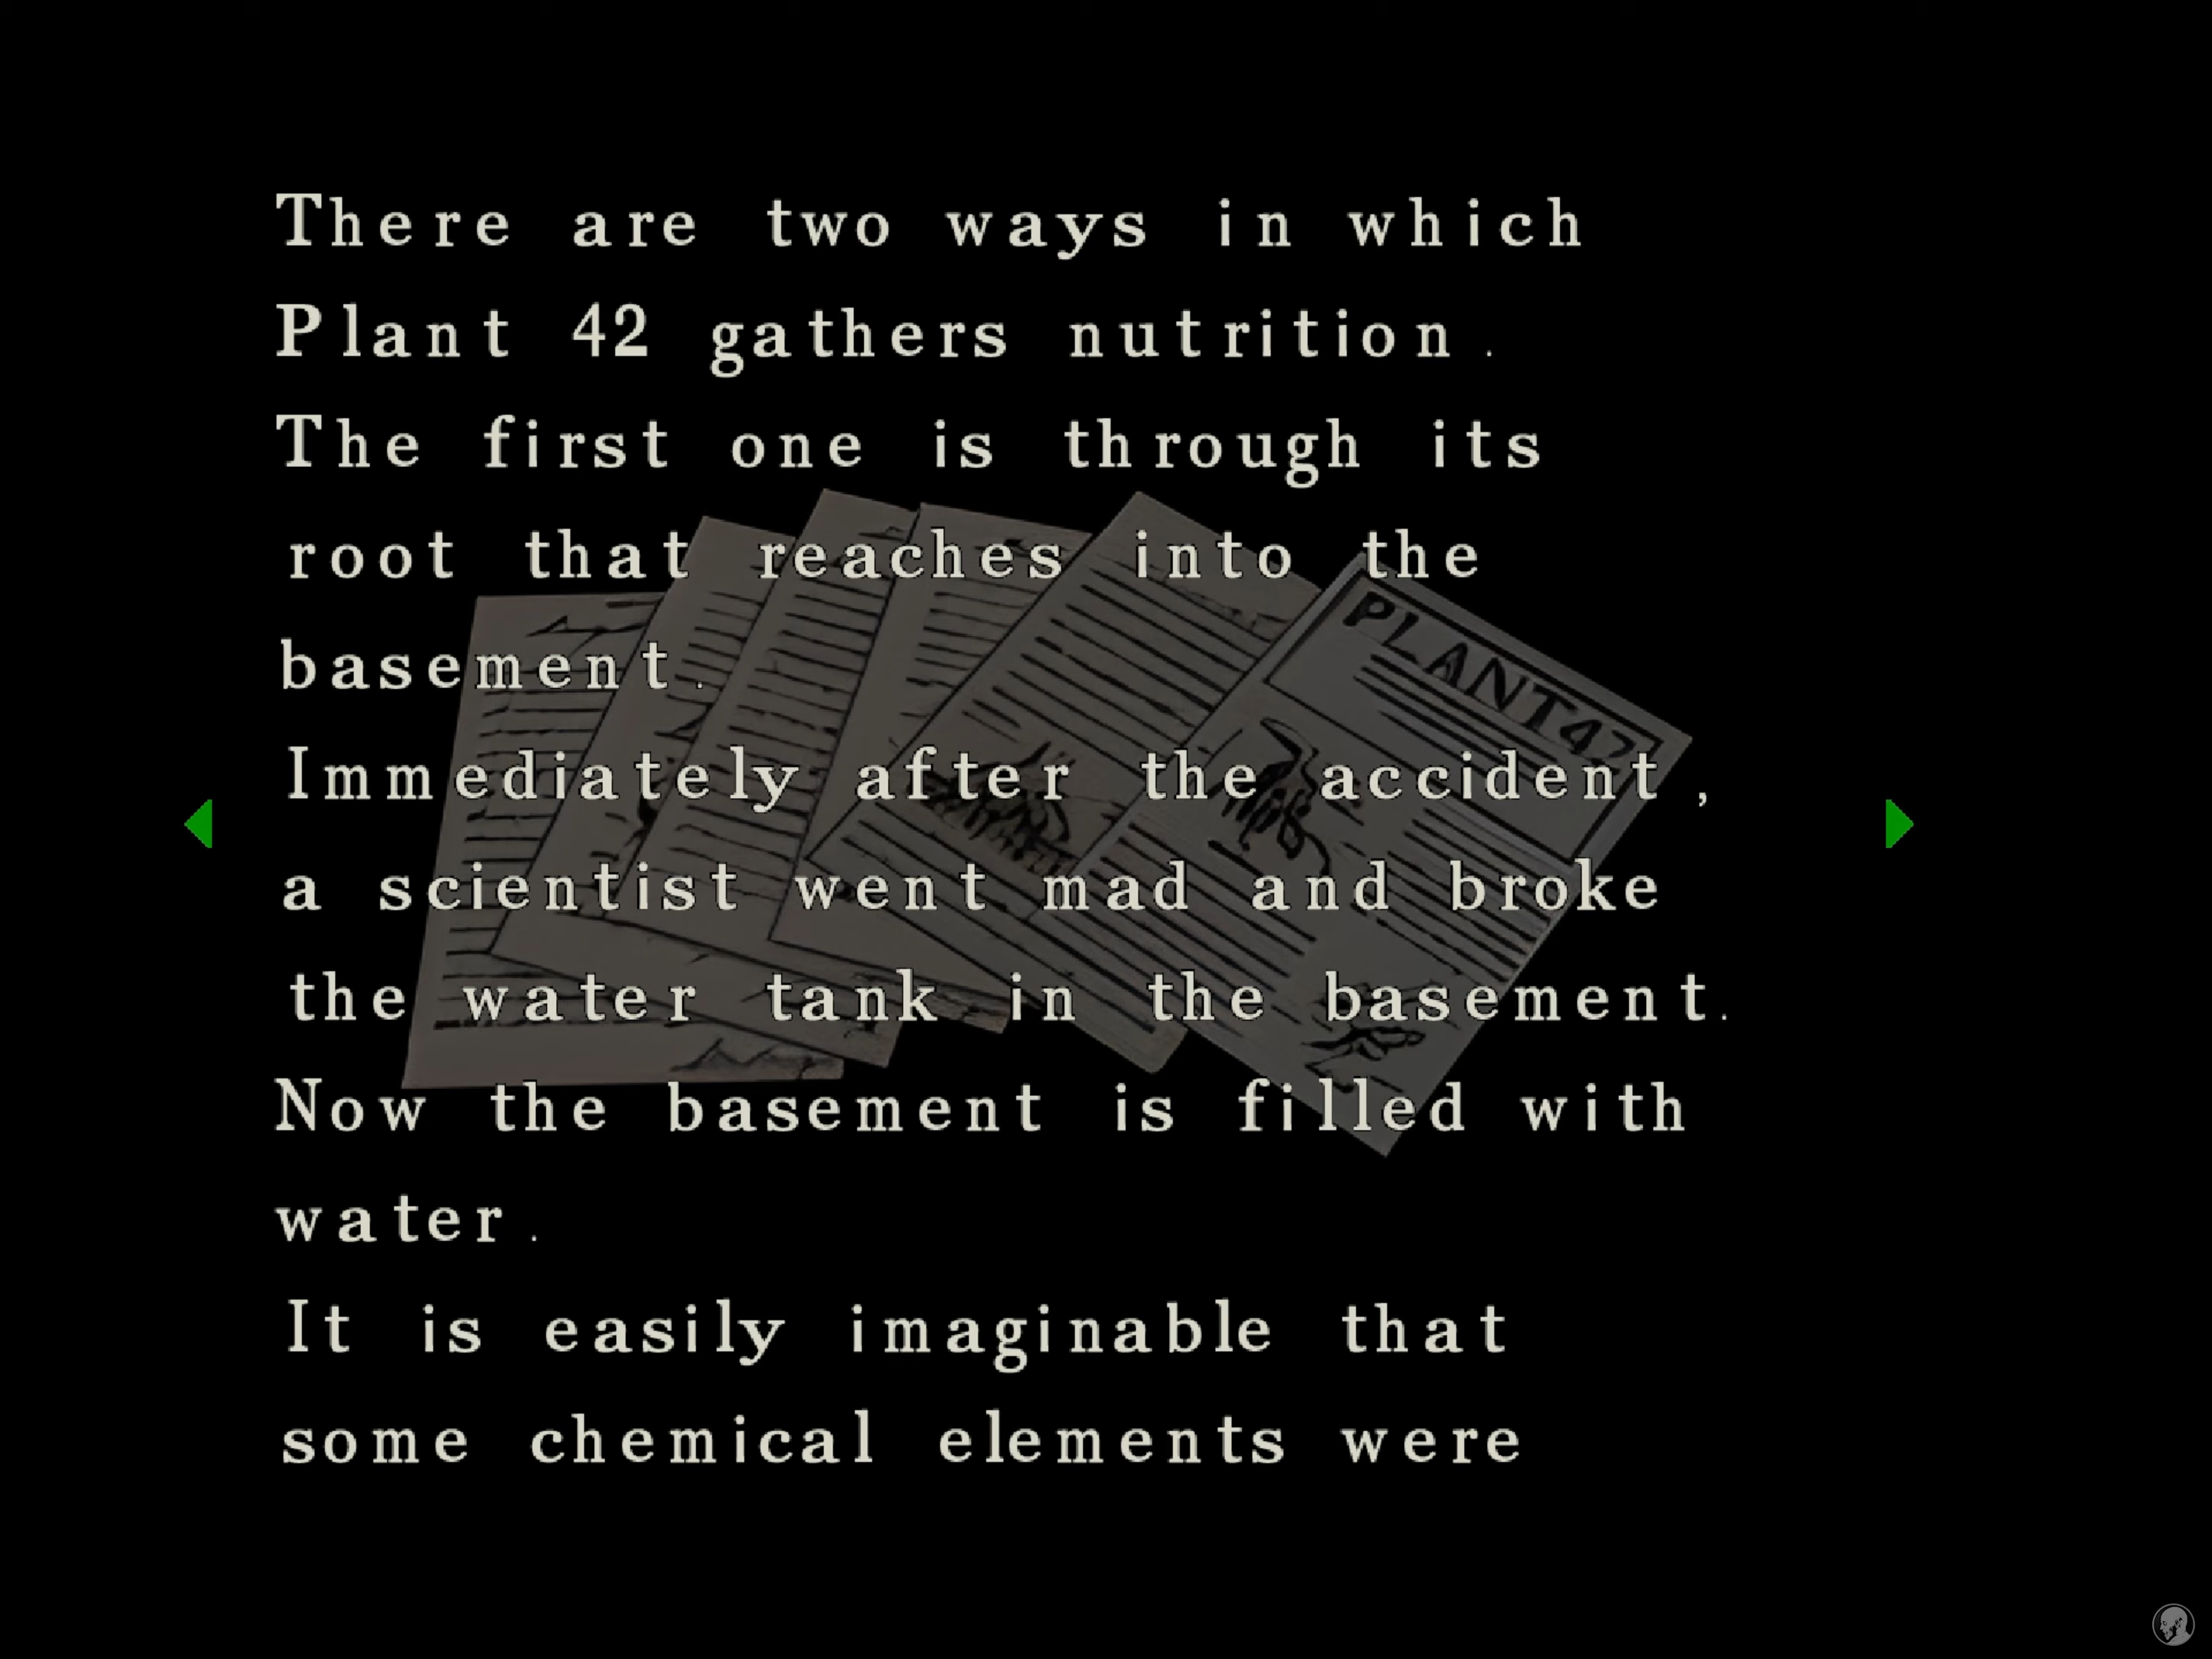 There are two ways in which
Plant 42 gathers nutrition.
The first one is through its
root that reaches into the
basement.
Immediately after the accident,
a scientist went mad and broke
the water tank in the basement.
Now the basement is filled with
water.
It is easily imaginable that
some chemical elements were
PLANT42